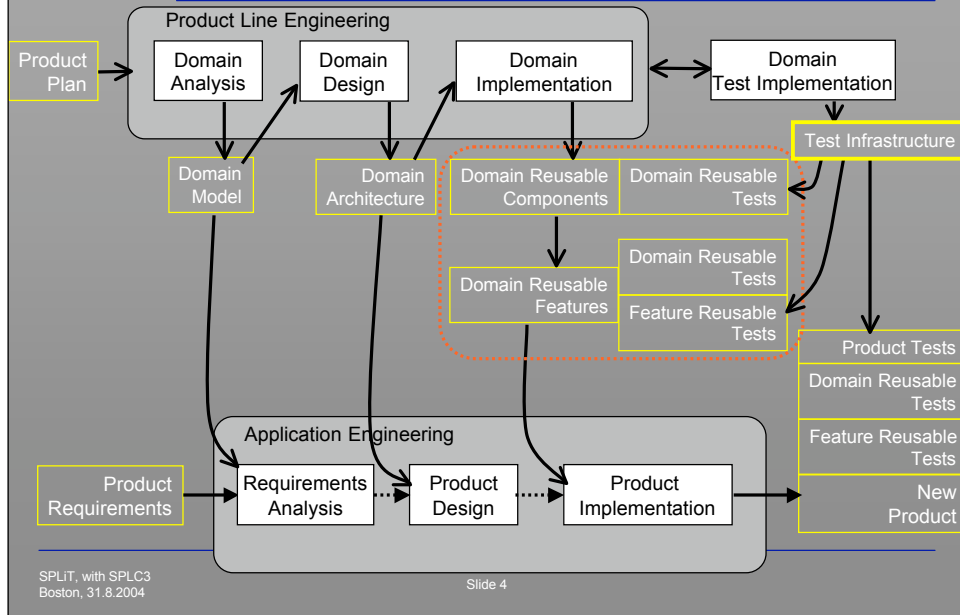 Product Line Engineering
Product
Plan
Domain
Analysis
Domain
Design
Domain
Implementation
Domain
Test Implementation
Test Infrastructure
Domain
Model
Domain
Architecture
Domain Reusable
Components
Domain Reusable
Tests
Domain Reusable
Features
Domain Reusable
Tests
Feature Reusable
Tests
Product Tests
Domain Reusable
Tests
Feature Reusable
Tests
New
Product
Application Engineering
Product
Requirements
Requirements
Analysis
Product
Design
Product
Implementation
SPLiT, with SPLC3
Boston, 31.8.2004
Slide 4